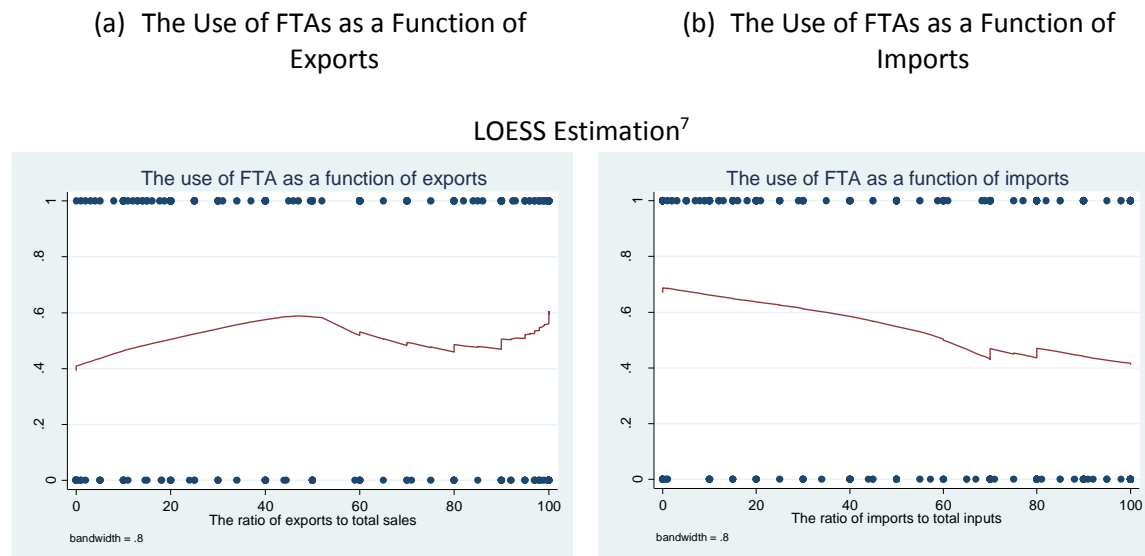 (a) The Use of FTAs as a Function of
Exports
(b) The Use of FTAs as a Function of
Imports
LOESS Estimation7
The use of FTA as a function of exports
1
.8
.6
.4
.2
0
0 20 40 60 80 100
The ratio of exports to total sales
bandwidth = .8
The use of FTA as a function of imports
1
.8
.6
.4
.2
0
0 20 40 60 80 100
The ratio of imports to total inputs
bandwidth = .8